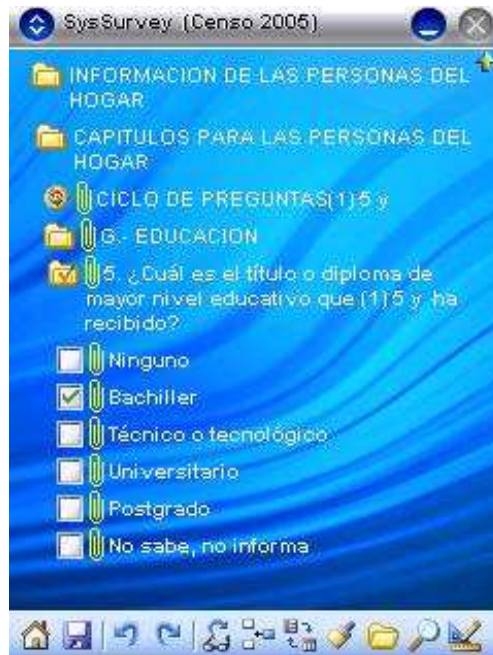 SysSurvey (Censo 2005)
INFORMACION DE LAS PERSONAS DEL
HOGAR
CAPITULOS PARA LAS PERSONAS DEL
HOGAR
CICLO DE PREGUNTAS(1)5 y
G.- EDUCACION
5. ¿Cuál es el título o diploma de
mayor nivel educativo que (1)5 y ha
recibido?
Ninguno
Bachiller
Técnico o tecnológico
Universitario
Postgrado
No sabe, no informa